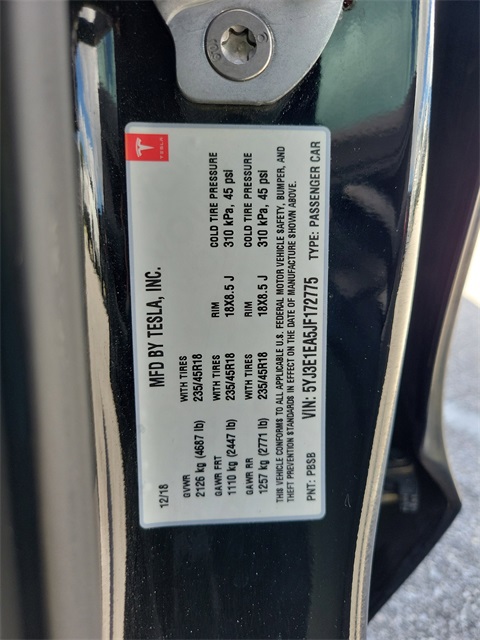 TESLA
MFD BY TESLA, INC.
12/18
GVWR WITH TIRES
2126 kg (4687 lb) 235/45R18
GAWR FRT WITH TIRES RIM COLD TIRE PRESSURE
1110 kg (2447 lb) 235/45R18 18X8.5 J 310 kPa, 45 psi
GAWR RR WITH TIRES RIM COLD TIRE PRESSURE
1257 kg (2771 lb) 235/45R18 18X8.5 J 310 kPa, 45 psi
THIS VEHICLE CONFORMS TO ALL APPLICABLE U.S. FEDERAL MOTOR VEHICLE SAFETY, BUMPER, AND
THEFT PREVENTION STANDARDS IN EFFECT ON THE DATE OF MANUFACTURE SHOWN ABOVE.
PNT: PBSB VIN: 5YJ3E1EA5JF172775 TYPE: PASSENGER CAR